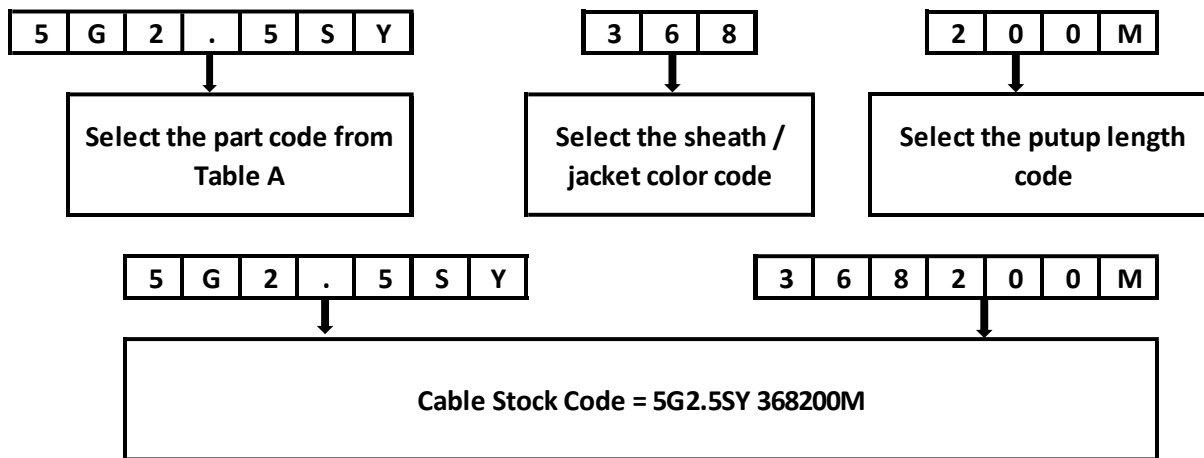 5 G 2 . 5 S Y
3 6 8
2 0 0 M
Select the part code from
Table A
Select the sheath /
jacket color code
Select the putup length
code
5 G 2 . 5 S Y
3 6 8 2 0 0 M
Cable Stock Code = 5G2.5SY 368200M